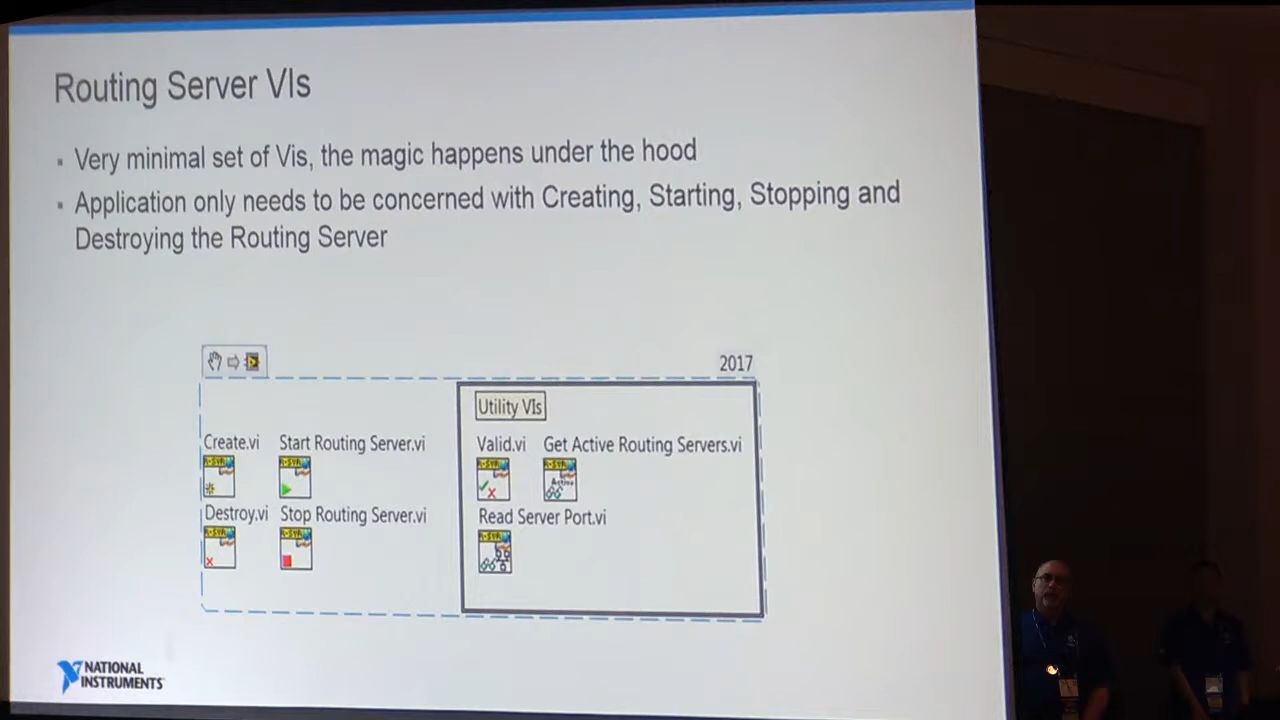 Routing Server VIs
Very minimal set of Vis, the magic happens under the hood
Application only needs to be concerned with Creating, Starting, Stopping and
Destroying the Routing Server
2017
Utility VIs
Create.vi
Start Routing Server.vi
Valid.vi
Get Active Routing Servers.vi
Active
Destroy.vi
Stop Routing Server.vi
Read Server Port.vi
NATIONAL
INSTRUMENTS